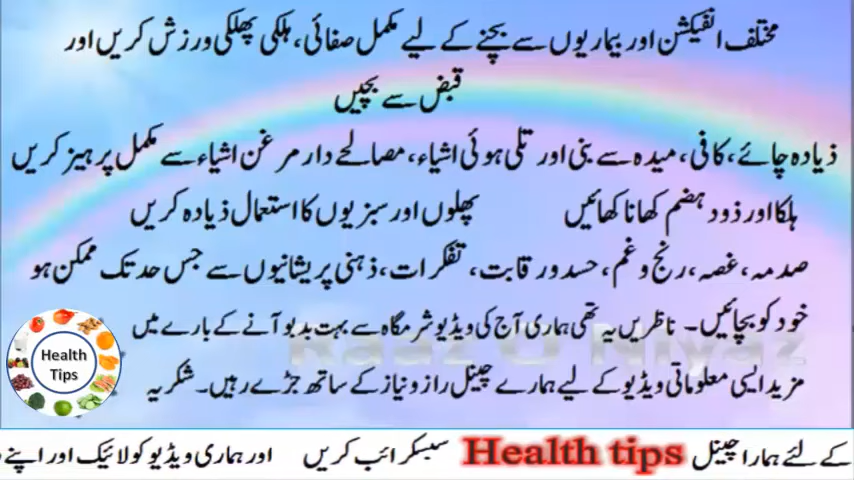 مختلف انفیکشن اور بیماریوں سے بچنے کے لیے مکمل صفائی، ہلکی پھلکی ورزش کریں اور
قبض سے بچیں
ذیادہ چائے، کافی، میدہ سے بنی اور تلی ہوئی اشیاء، مصالحے دار مرغن اشیاء سے مکمل پرہیز کریں
ہلکا اور ذود ہضم کھانا کھائیں پھلوں اور سبزیوں کا استعمال ذیادہ کریں
صدمہ، غصہ، رنج و غم، حسد و رقابت، تفکرات، ذہنی پریشانیوں سے جس حد تک ممکن ہو
خود کو بچائیں۔ ناظریں یہ تھی ہماری آج کی ویڈیو شرمگاہ سے بہت بدبو آنے کے بارے میں
Raaz O Niyaz
مزید ایسی معلوماتی ویڈیو کے لیے ہمارے چینل راز و نیاز کے ساتھ جڑے رہیں۔ شکریہ
Health
Tips
کے لئے ہمارا چینل Health tips سبسکرائب کریں اور ہماری ویڈیو کو لائیک اور اپنے